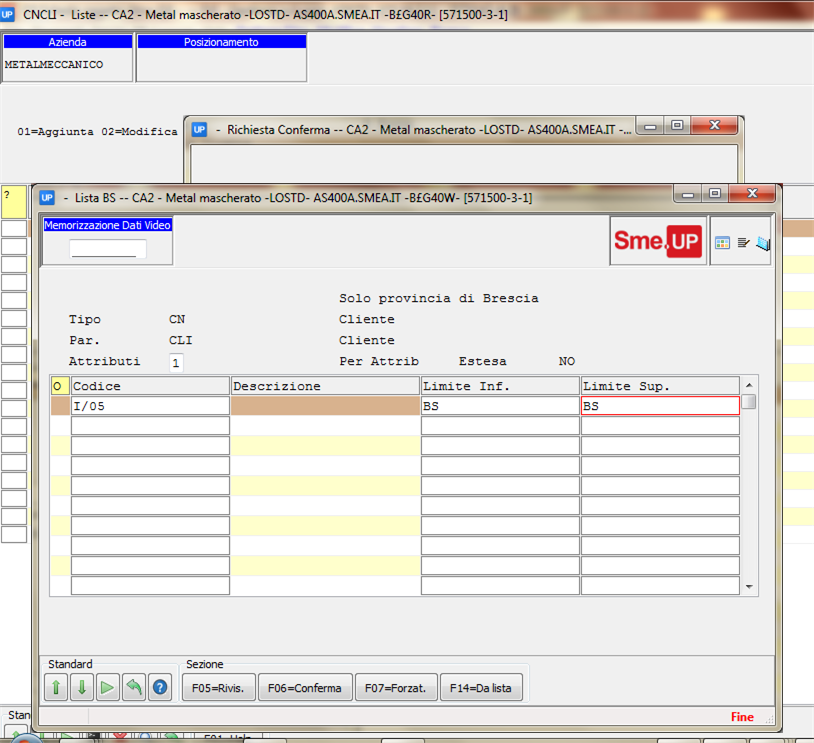 UP CNCLI - Liste -- CA2 - Metal mascherato -LOSTD- AS400A.SMEA.IT -B£G40R- [571500-3-1]
Azienda
Posizionamento
METALMECCANICO
01=Aggiunta 02=Modifica
UP - Richiesta Conferma -- CA2 - Metal mascherato -LOSTD- AS400A.SMEA.IT -...
?
UP - Lista BS -- CA2 - Metal mascherato -LOSTD- AS400A.SMEA.IT -B£G40W- [571500-3-1]
Memorizzazione Dati Video
Sme.UP
Solo provincia di Brescia
Tipo CN Cliente
Par. CLI Cliente
Attributi 1 Per Attrib Estesa NO
O Codice Descrizione Limite Inf. Limite Sup.
I/05 BS BS
Standard Sezione
F05=Rivis. F06=Conferma F07=Forzat. F14=Da lista
Stan
Fine